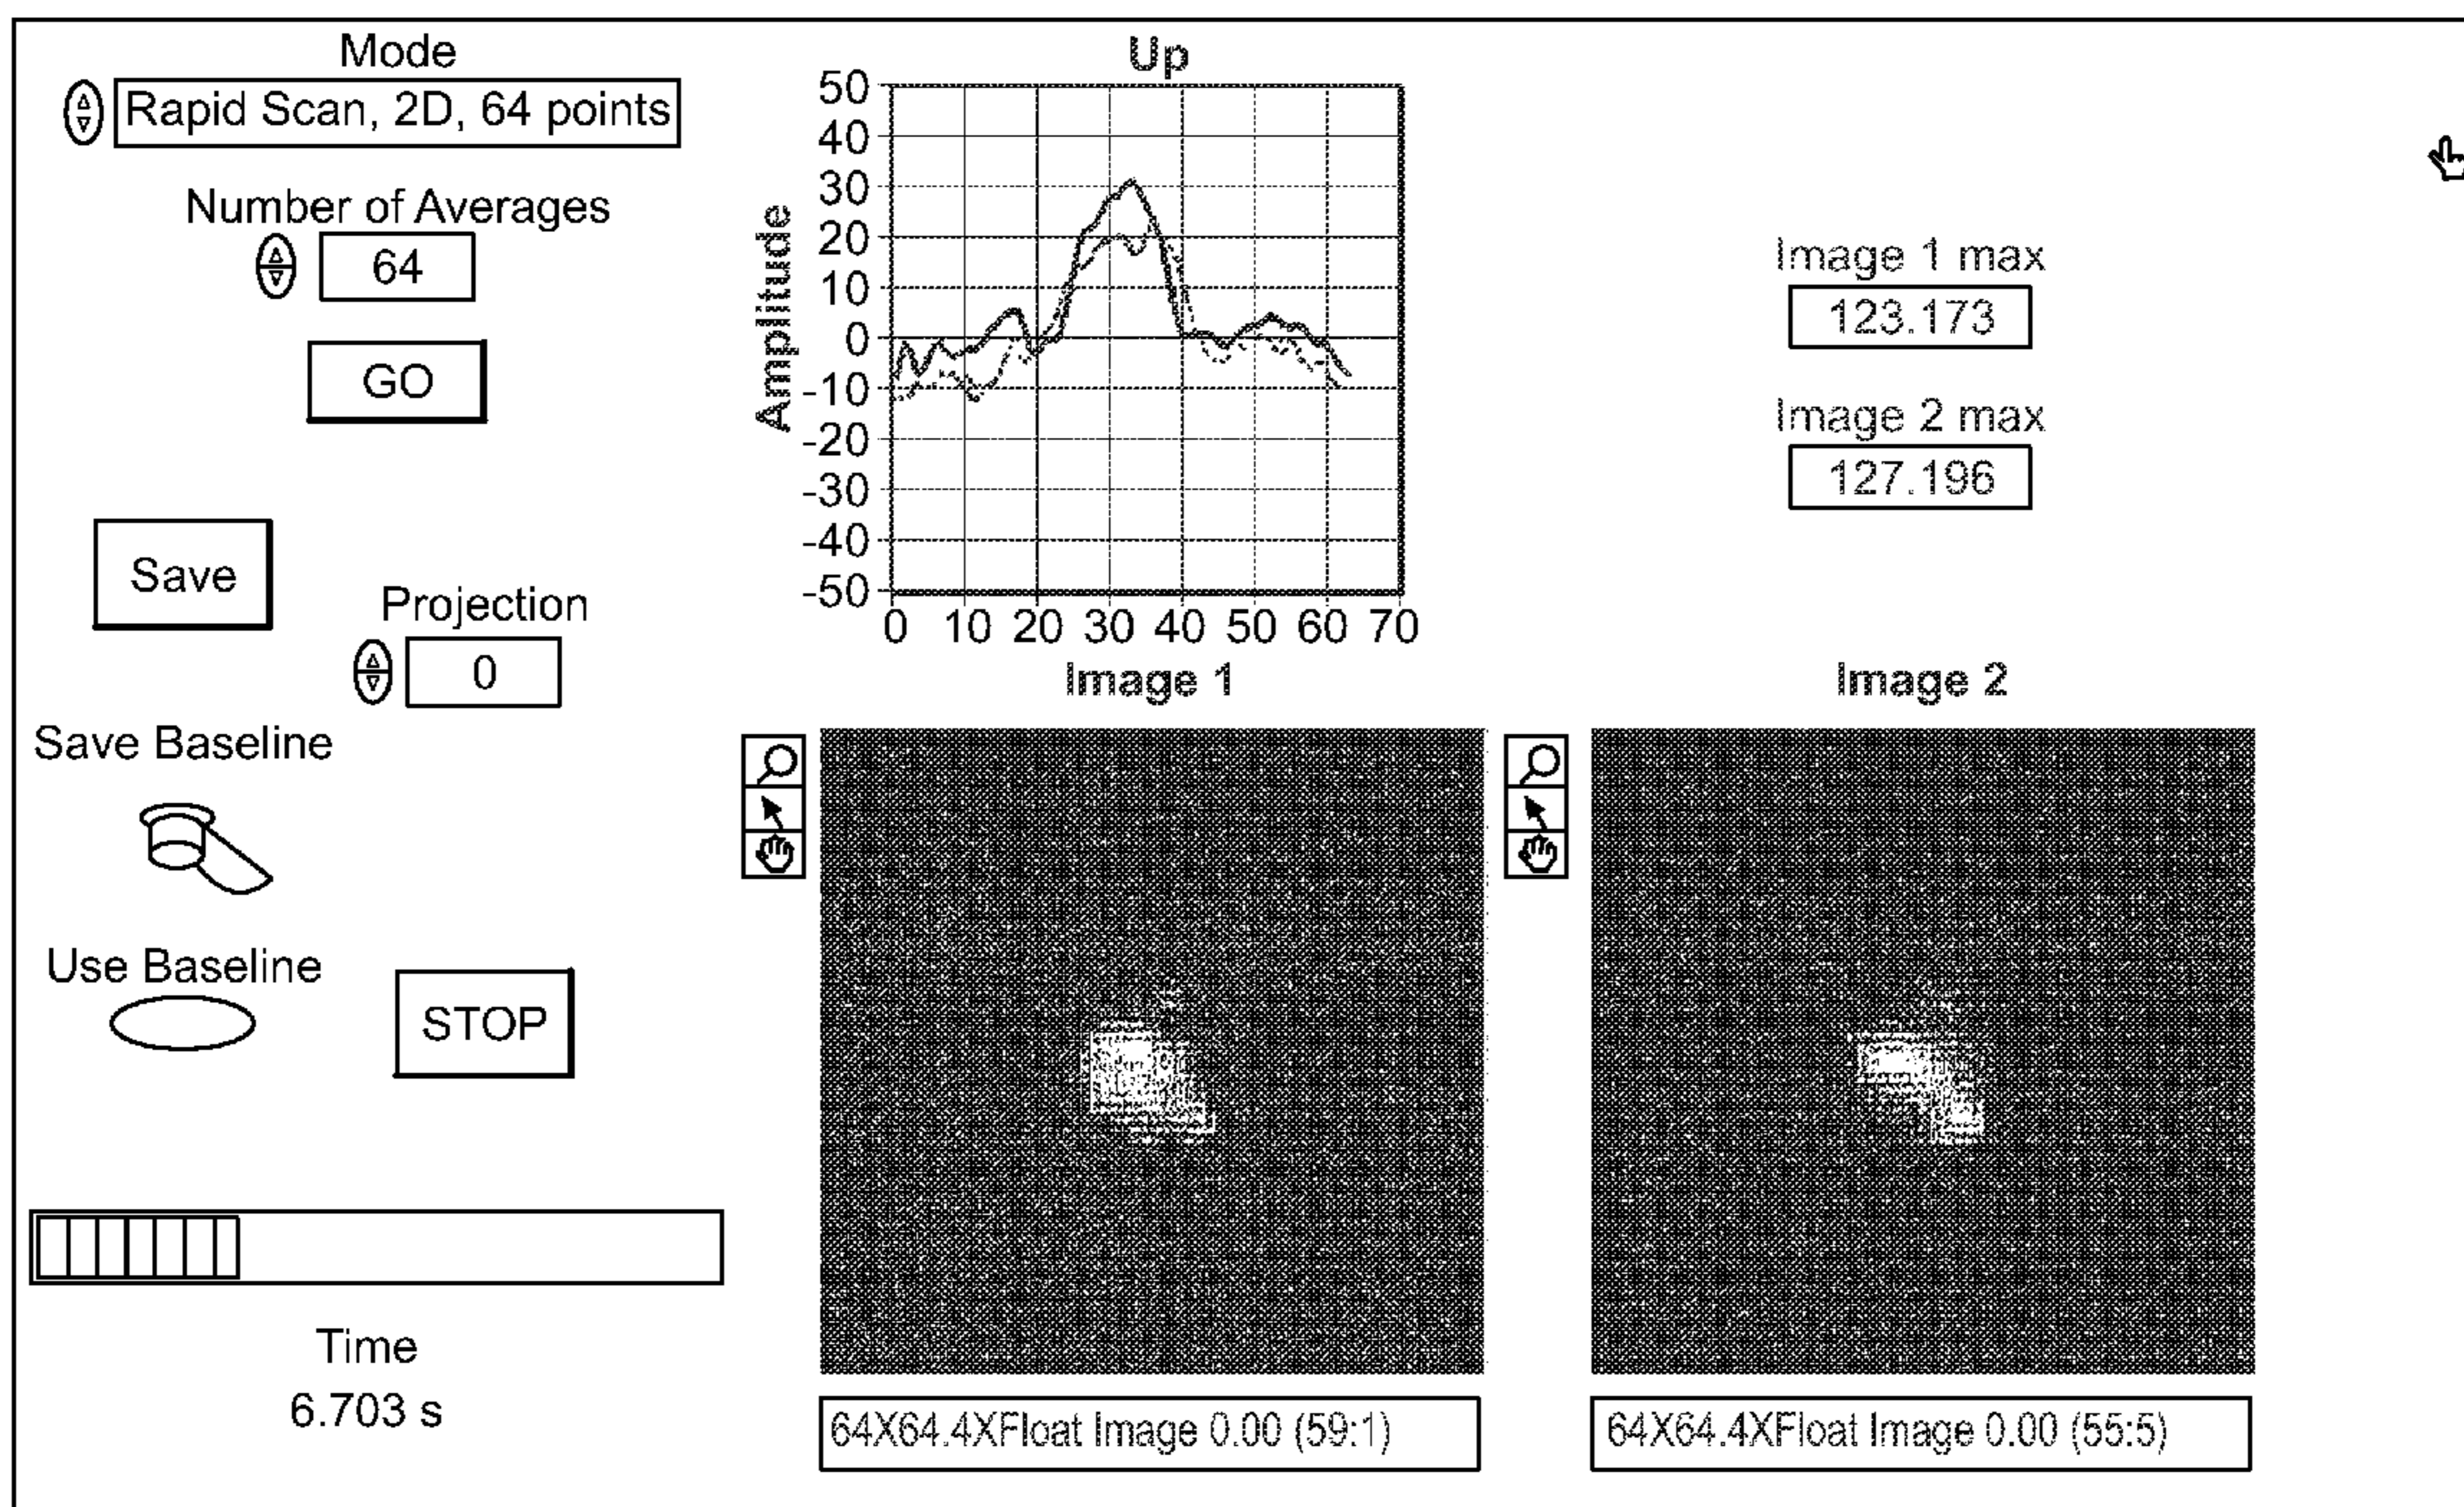 Mode
Rapid Scan, 2D, 64 points
Number of Averages
64
GO
Save
Projection
0
Save Baseline
Use Baseline
STOP
Time
6.703 s
Up
Amplitude
50
40
30
20
10
0
-10
-20
-30
-40
-50
0 10 20 30 40 50 60 70
Image 1 max
123.173
Image 2 max
127.196
Image 1
64X64.4XFloat Image 0.00 (59:1)
Image 2
64X64.4XFloat Image 0.00 (55:5)